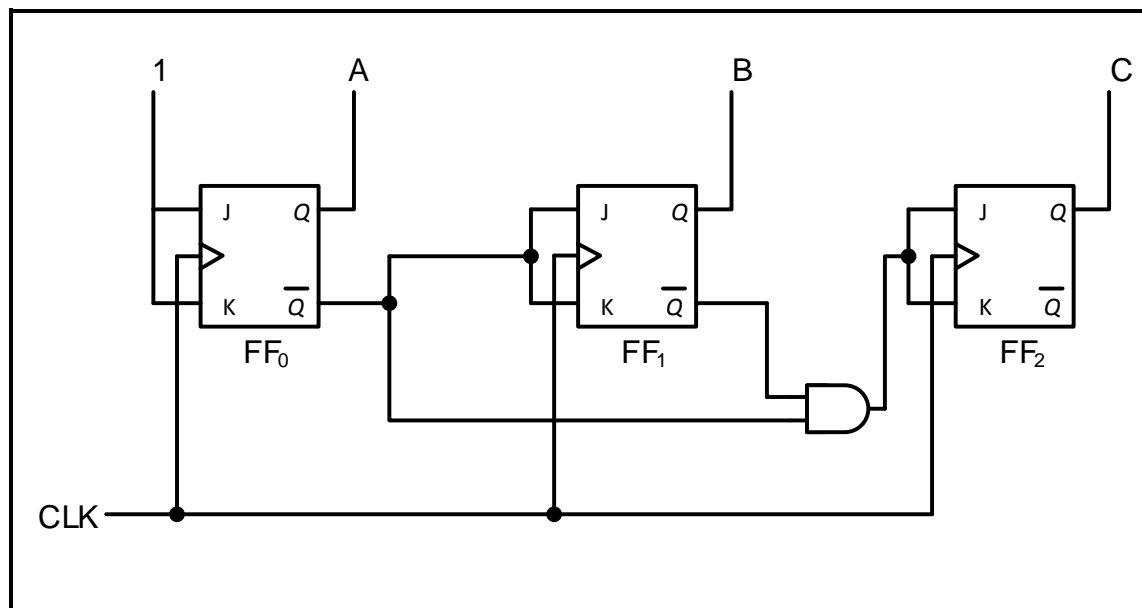 1 A B C
J Q J Q J Q
K Q̅ K Q̅ K Q̅
FF₀ FF₁ FF₂
CLK